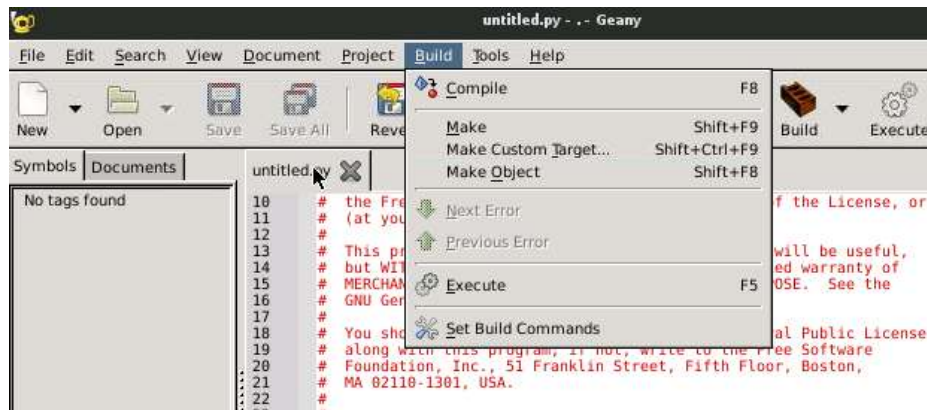 untitled.py - . - Geany
File Edit Search View Document Project Build Tools Help
New Open Save Save All Reve Build Execute
Compile F8
Make Shift+F9
Make Custom Target... Shift+Ctrl+F9
Make Object Shift+F8
Next Error
Previous Error
Execute F5
Set Build Commands
Symbols Documents
No tags found
untitled.py
10 # the Fre f the License, or
11 # (at you
12 #
13 # This pr will be useful,
14 # but WIT ed warranty of
15 # MERCHAN OSE. See the
16 # GNU Gen
17 #
18 # You sho al Public License
19 # along with this program; if not, write to the Free Software
20 # Foundation, Inc., 51 Franklin Street, Fifth Floor, Boston,
21 # MA 02110-1301, USA.
22 #